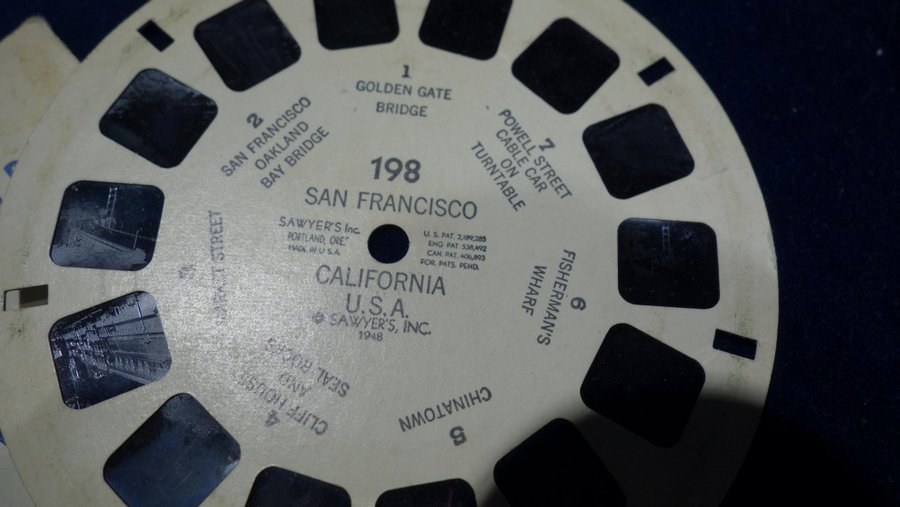 1
GOLDEN GATE
BRIDGE
2
SAN FRANCISCO
OAKLAND
BAY BRIDGE
7
POWELL STREET
CABLE CAR
ON
TURNTABLE
198
SAN FRANCISCO
SAWYER'S Inc.
PORTLAND, ORE.
MADE IN U.S.A.
U.S. PAT. 2,189,285
ENG PAT 538,492
CAN. PAT. 406,893
FOR. PATS. PEND.
CALIFORNIA
U.S.A.
© SAWYER'S, INC.
1948
3
MARKET STREET
4
CLIFF HOUSE
AND
SEAL ROCKS
5
CHINATOWN
6
FISHERMAN'S
WHARF